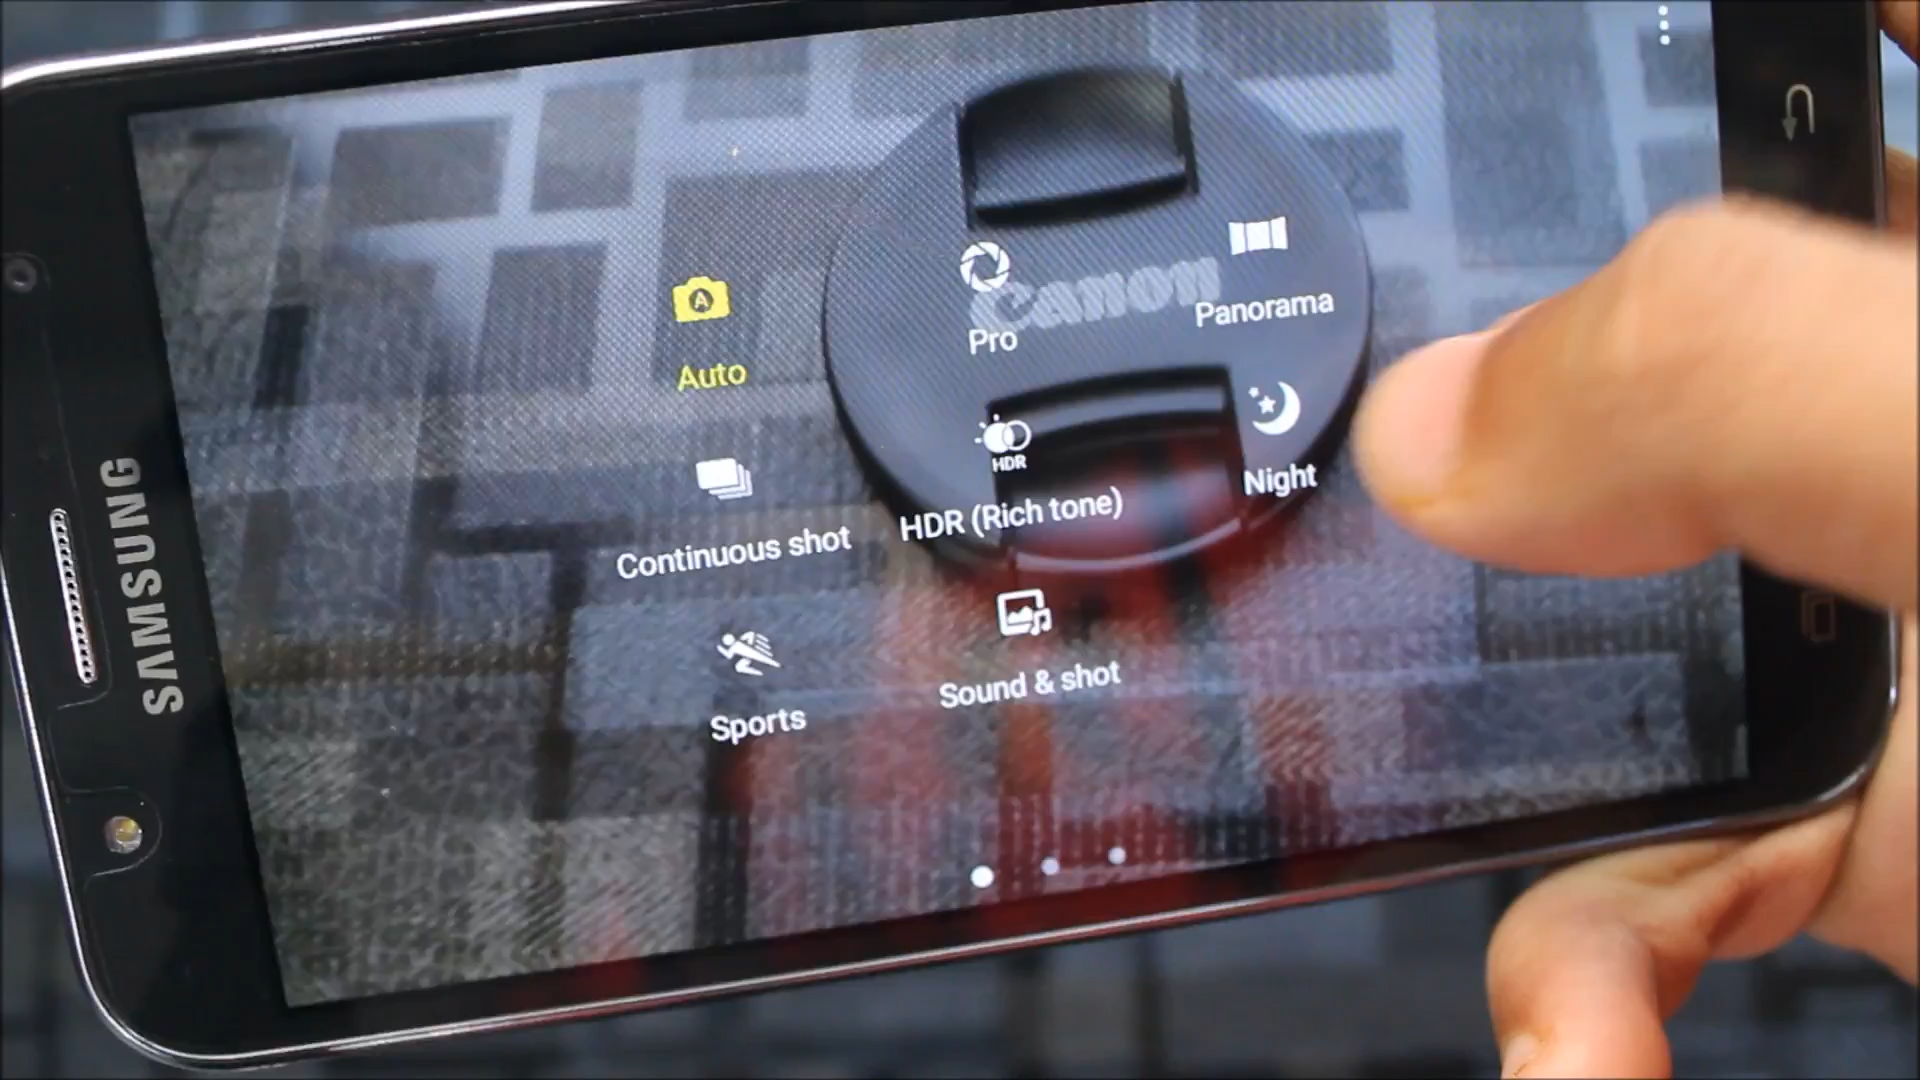 SAMSUNG
Canon
Auto
Pro
Panorama
Continuous shot
HDR
HDR (Rich tone)
Night
Sports
Sound & shot
A